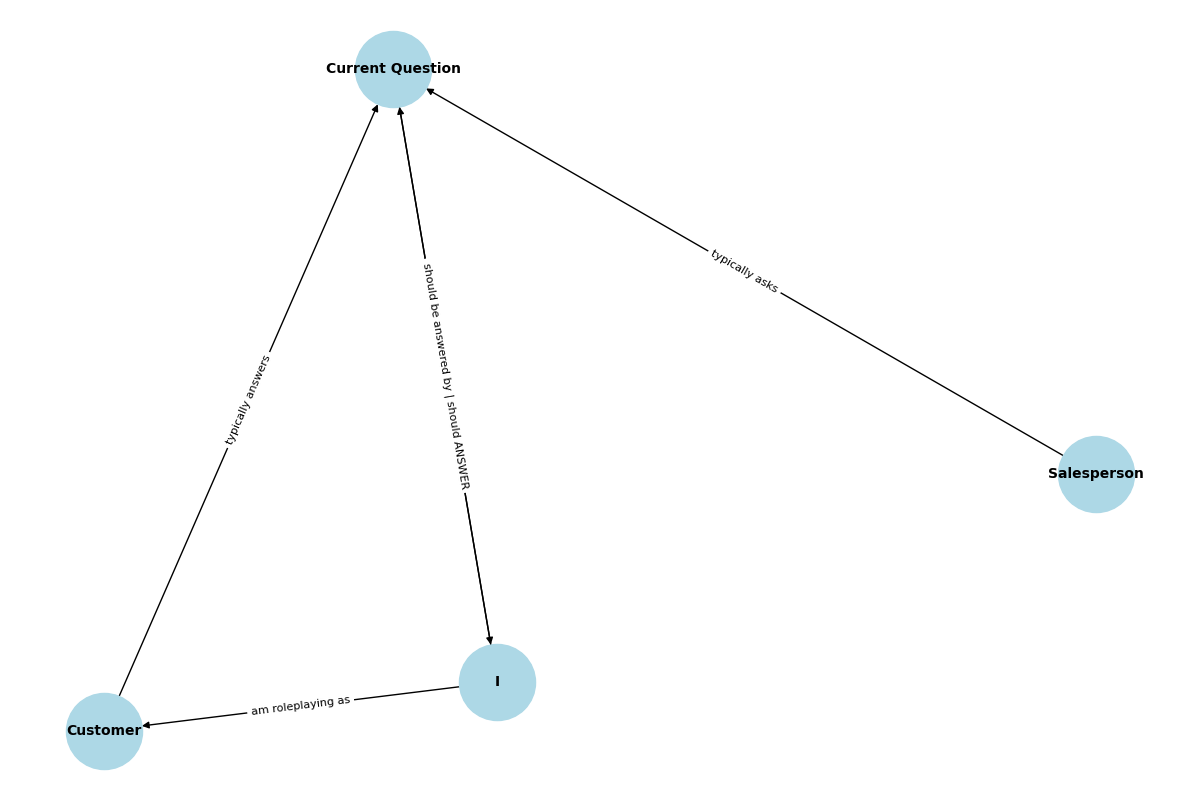 Current Question
typically asks
should be answered by | should ANSWER
typically answers
Salesperson
I
am roleplaying as
Customer